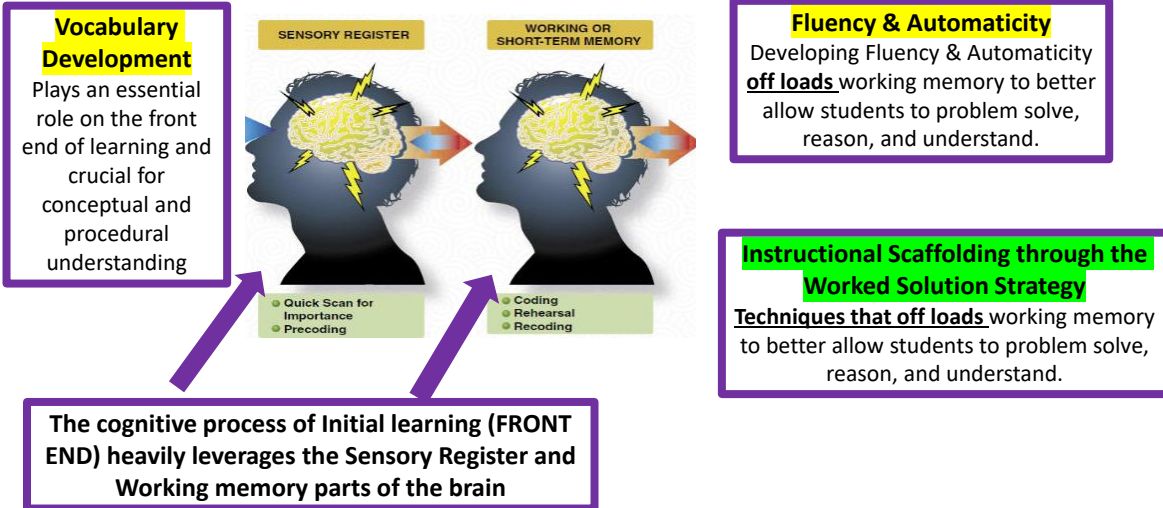 Vocabulary
Development
Plays an essential
role on the front
end of learning and
crucial for
conceptual and
procedural
understanding
SENSORY REGISTER
Quick Scan for
Importance
Precoding
WORKING OR
SHORT-TERM MEMORY
Coding
Rehearsal
Recoding
Fluency & Automaticity
Developing Fluency & Automaticity
off loads working memory to better
allow students to problem solve,
reason, and understand.
Instructional Scaffolding through the
Worked Solution Strategy
Techniques that off loads working memory
to better allow students to problem solve,
reason, and understand.
The cognitive process of Initial learning (FRONT
END) heavily leverages the Sensory Register and
Working memory parts of the brain